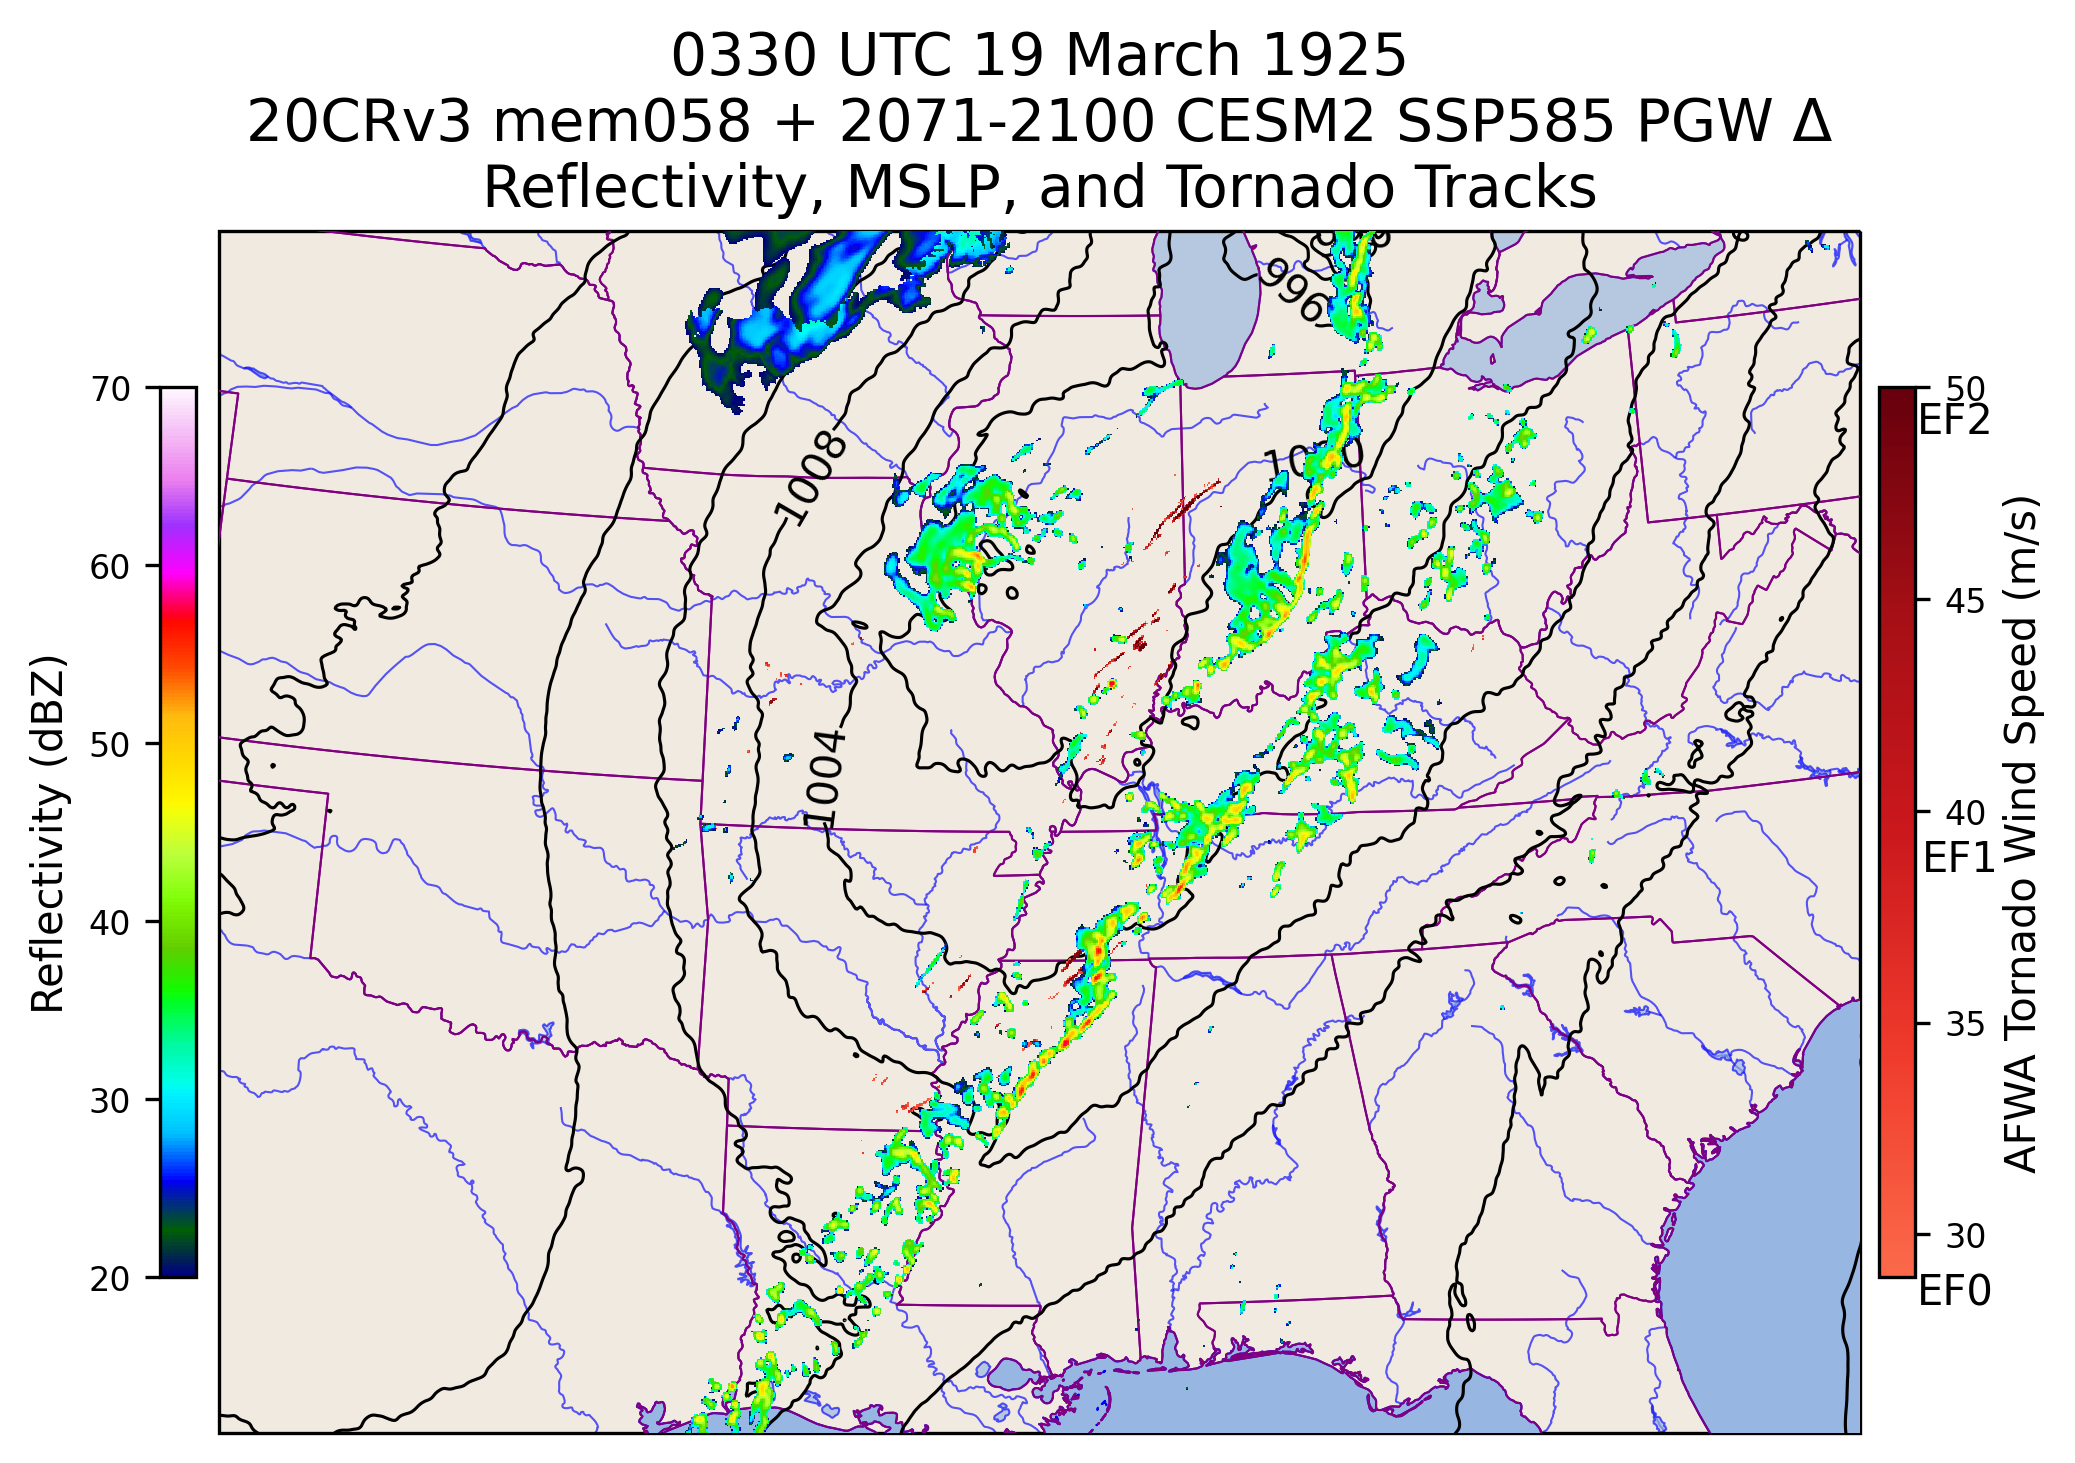 0330 UTC 19 March 1925
20CRv3 mem058 + 2071-2100 CESM2 SSP585 PGW Δ
Reflectivity, MSLP, and Tornado Tracks
996
1008
1004
70
60
50
40
30
20
Reflectivity (dBZ)
50
EF2
45
40
EF1
35
30
EF0
AFWA Tornado Wind Speed (m/s)